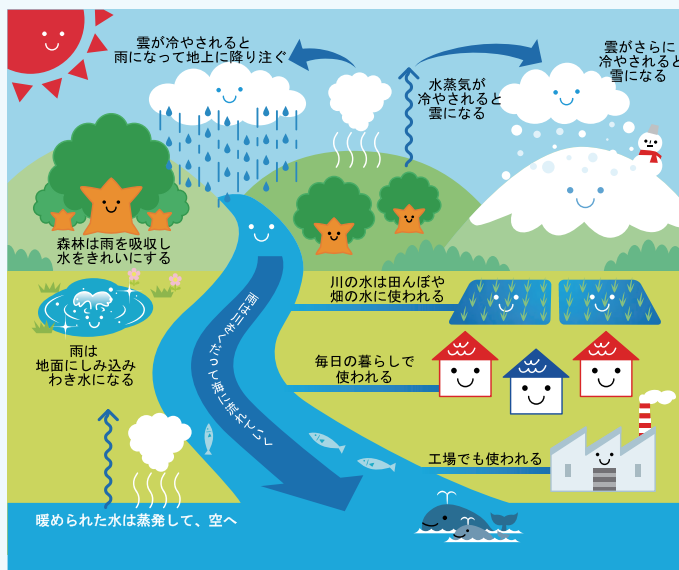 雲が冷やされると
雨になって地上に降り注ぐ
水蒸気が
冷やされると
雲になる
雲がさらに
冷やされると
雪になる
森林は雨を吸収し
水をきれいにする
川の水は田んぼや
畑の水に使われる
雨は川をくだって海に流れていく
雨は
地面にしみ込み
わき水になる
毎日の暮らしで
使われる
工場でも使われる
暖められた水は蒸発して、空へ